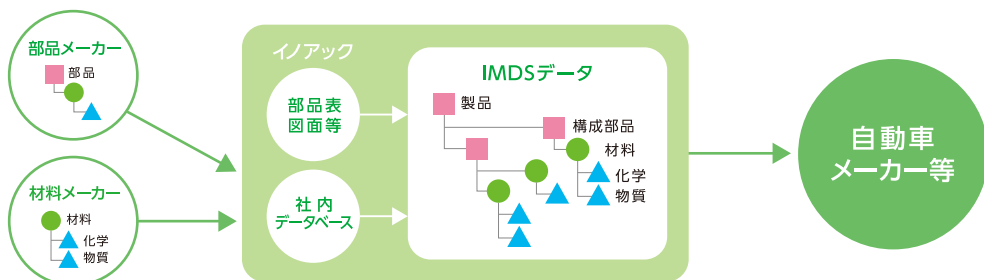 部品メーカー
部品
材料メーカー
材料
化学
物質
イノアック
部品表
図面等
社内
データベース
IMDSデータ
製品
構成部品
材料
化学
物質
自動車
メーカー等